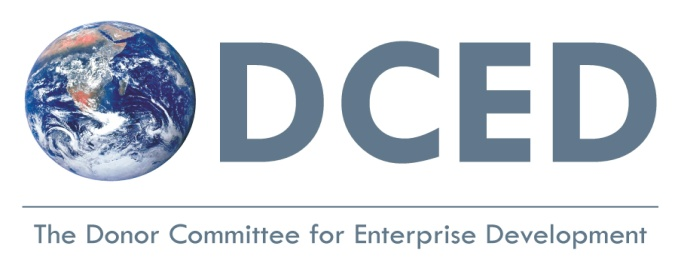 DCED
The Donor Committee for Enterprise Development